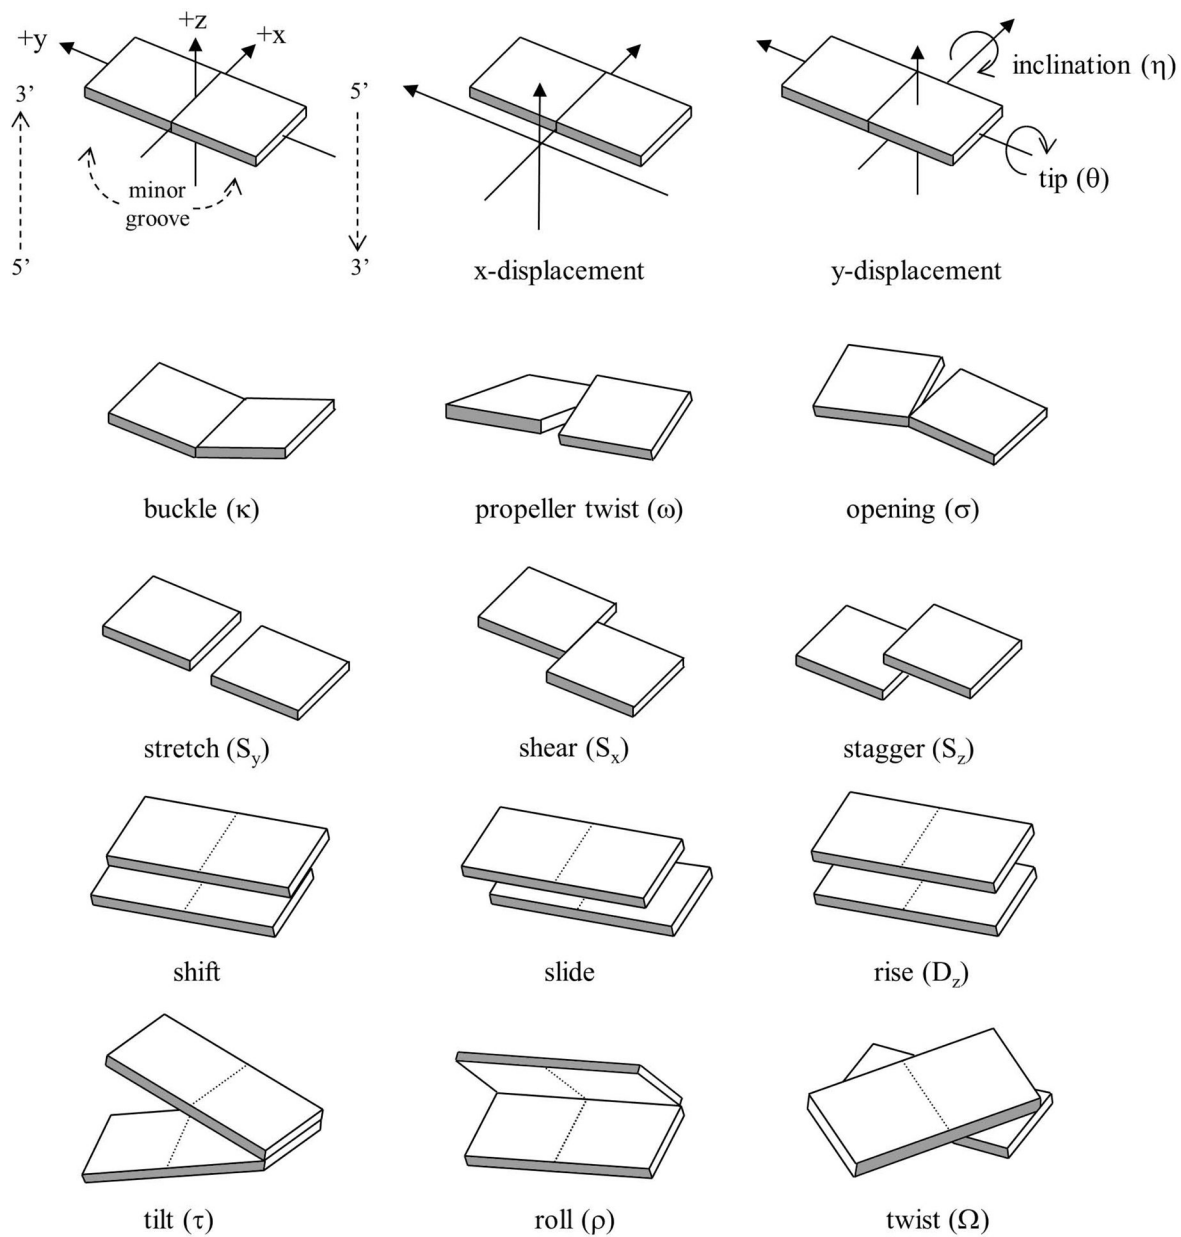 +y
+z
+x
3’
5’
minor
groove
5’
3’
x-displacement
inclination (η)
tip (θ)
y-displacement
buckle (κ)
propeller twist (ω)
opening (σ)
stretch (Sy)
shear (Sx)
stagger (Sz)
shift
slide
rise (Dz)
tilt (τ)
roll (ρ)
twist (Ω)